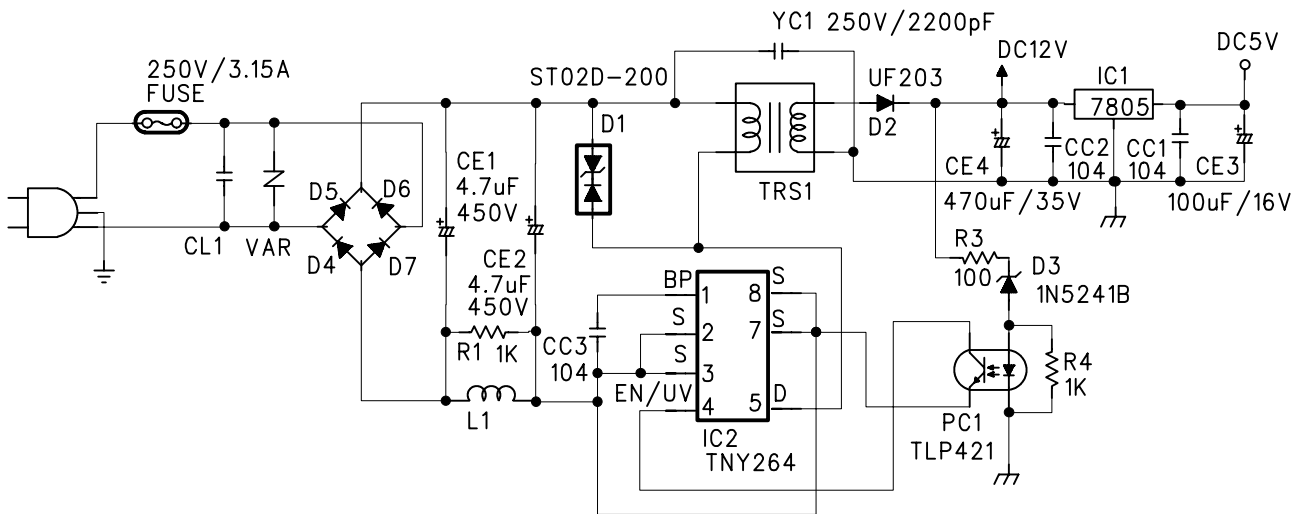 YC1 250V/2200pF
DC12V
DC5V
250V/3.15A
FUSE
ST02D-200
UF203
IC1
7805
D1
D2
CE1
4.7uF
450V
D5
D6
CC2
104
CC1
104
CE4
CE3
TRS1
470uF/35V
100uF/16V
CL1
VAR
D4
D7
CE2
4.7uF
450V
R3
100
D3
1N5241B
BP
1
8
S
S
2
7
S
R1
1K
CC3
104
S
3
EN/UV
4
5
D
R4
1K
L1
IC2
TNY264
PC1
TLP421